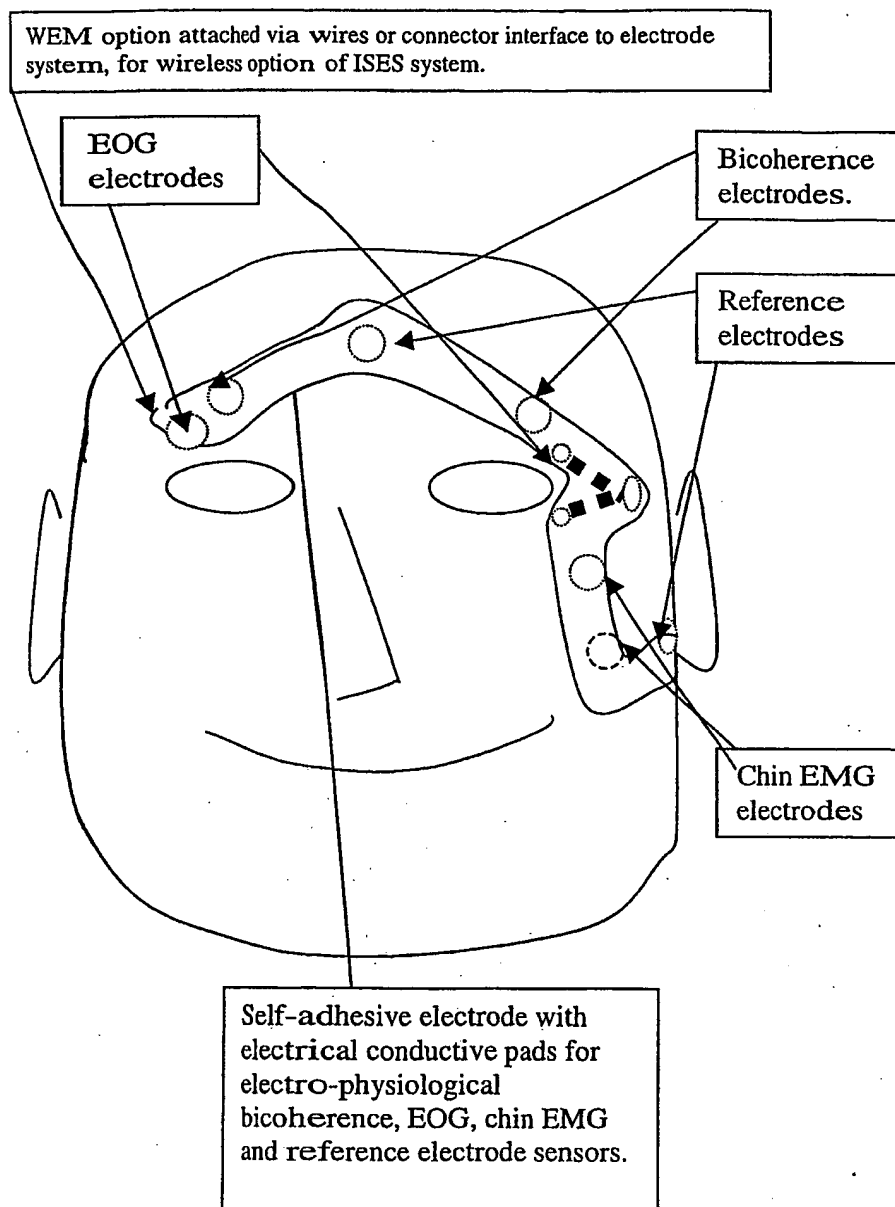 WEM option attached via wires or connector interface to electrode
system, for wireless option of ISES system.
EOG
electrodes
Bicoherence
electrodes.
Reference
electrodes
Chin EMG
electrodes
Self-adhesive electrode with
electrical conductive pads for
electro-physiological
bicoherence, EOG, chin EMG
and reference electrode sensors.